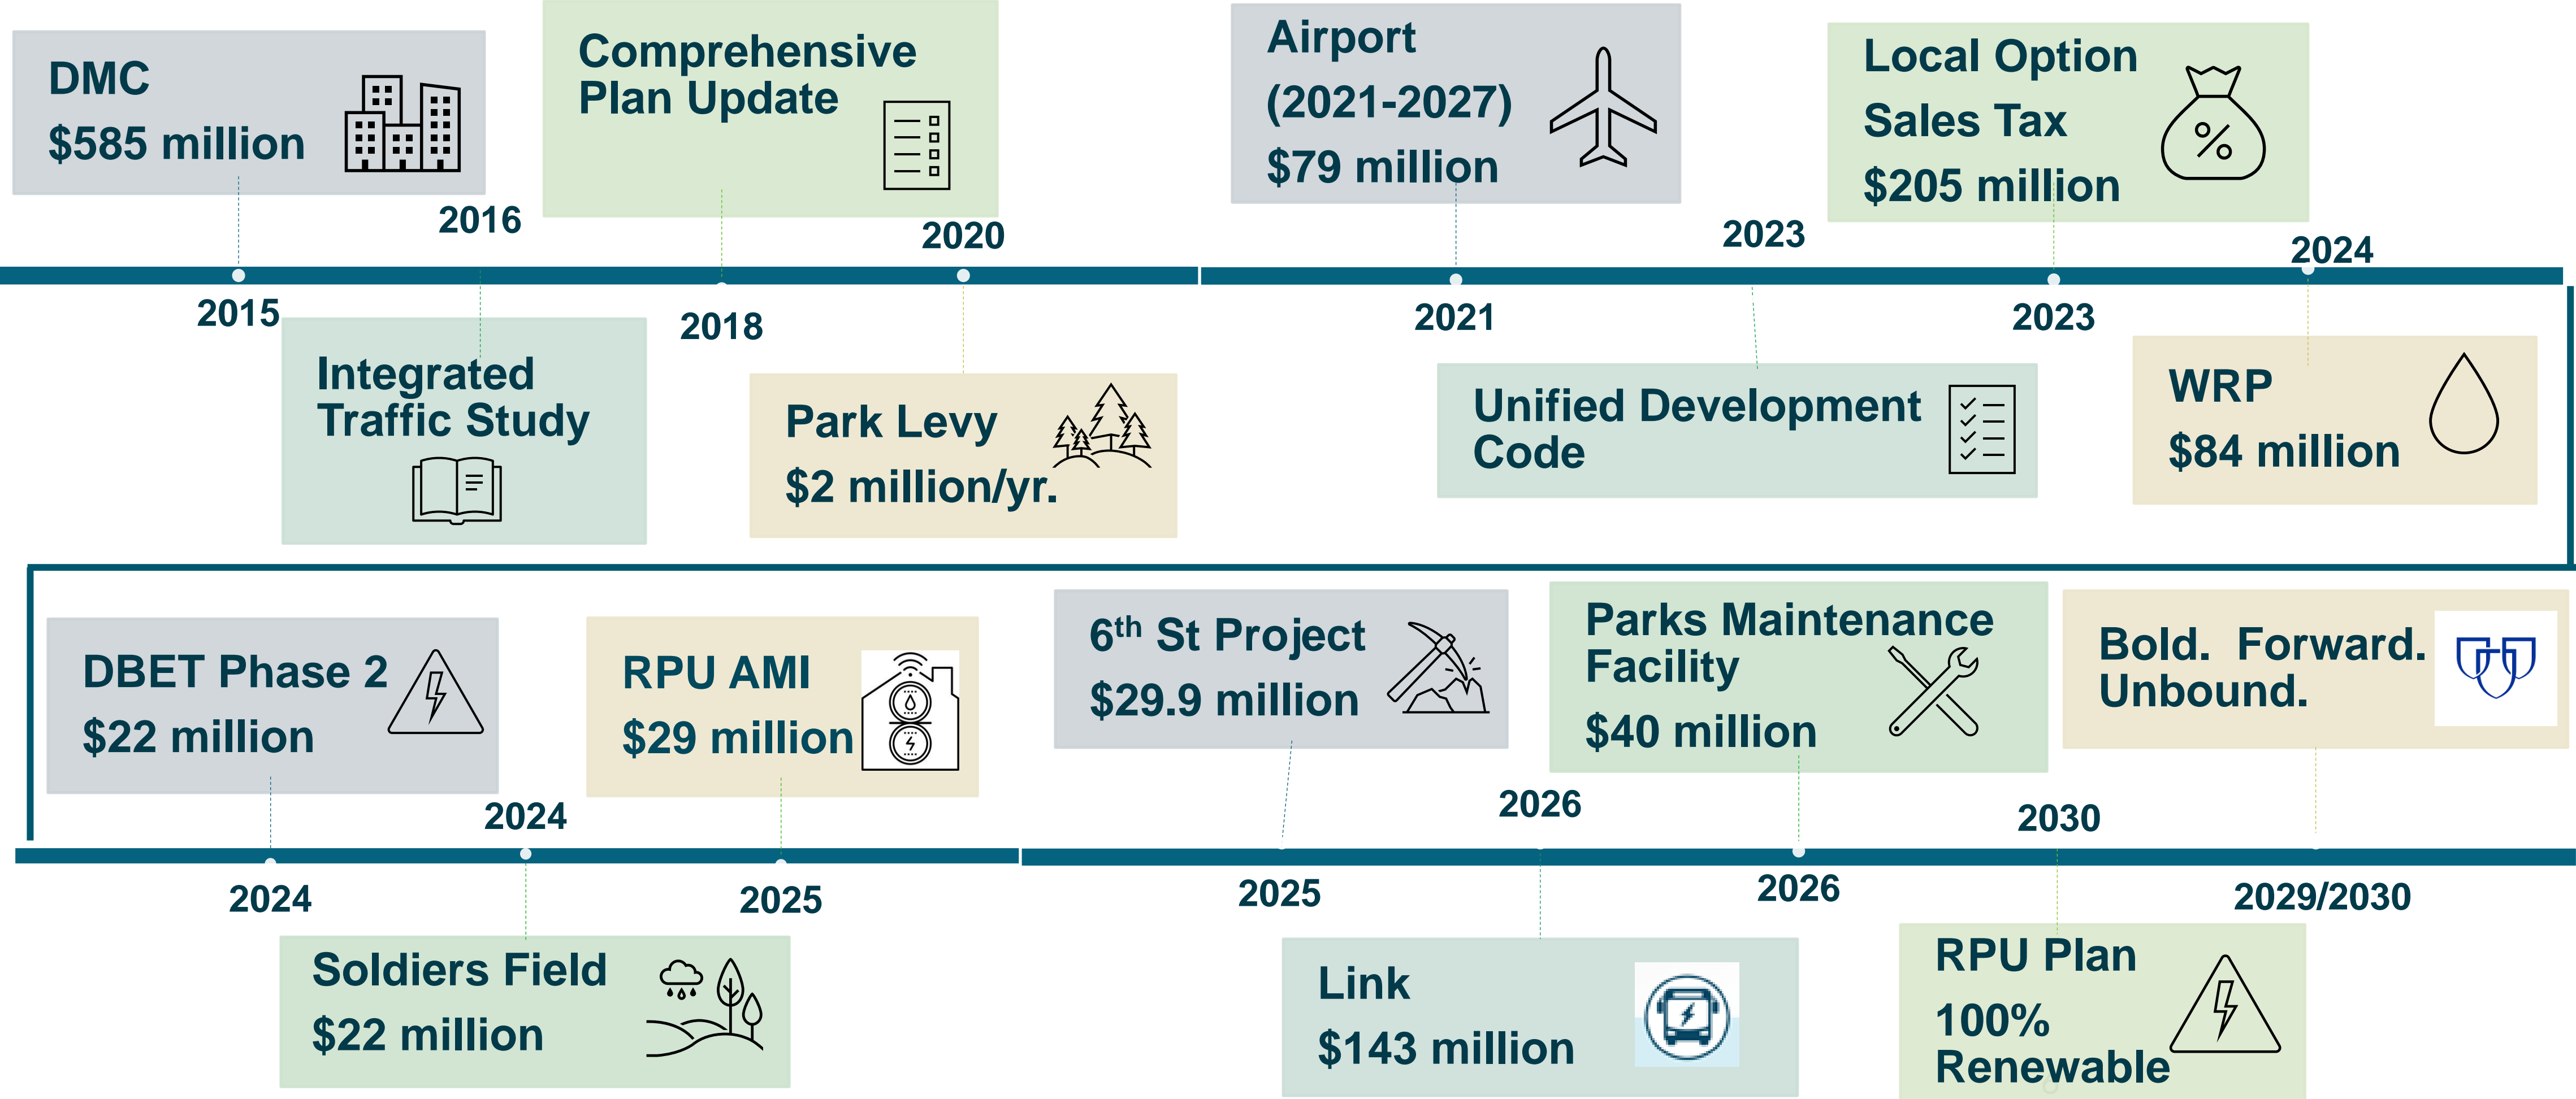 DMC
$585 million
Comprehensive
Plan Update
Airport
(2021-2027)
$79 million
Local Option
Sales Tax
$205 million
2016
2020
2023
2024
2015
2018
2021
2023
Integrated
Traffic Study
Park Levy
$2 million/yr.
Unified Development
Code
WRP
$84 million
DBET Phase 2
$22 million
RPU AMI
$29 million
6th St Project
$29.9 million
Parks Maintenance
Facility
$40 million
Bold.  Forward.
Unbound.
2024
2026
2030
2024
2025
2025
2026
2029/2030
Soldiers Field
$22 million
Link
$143 million
RPU Plan
100%
Renewable